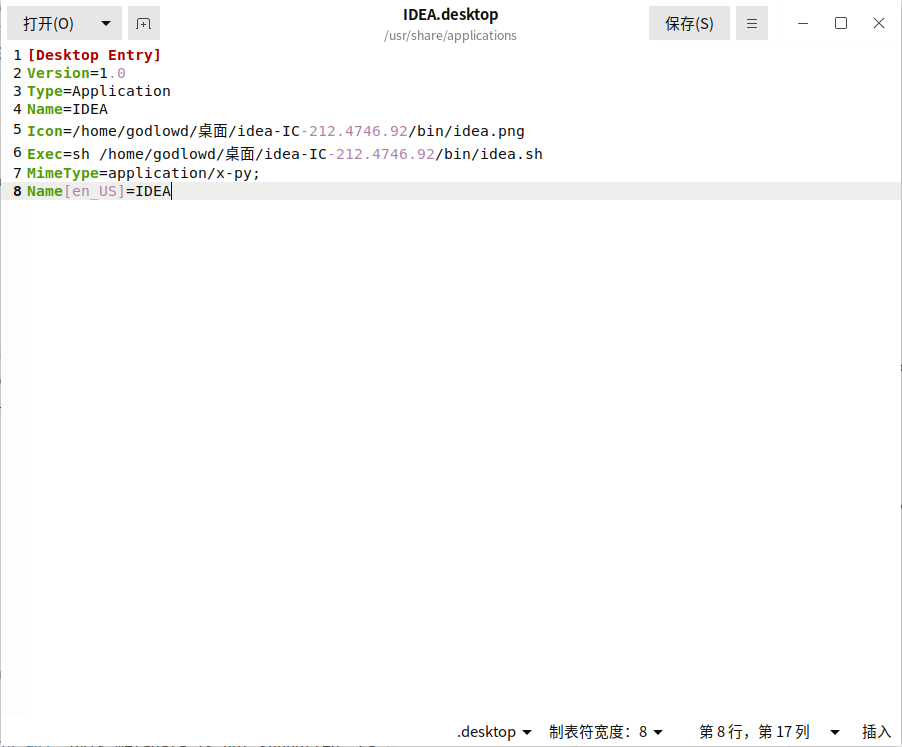 打开(O)
IDEA.desktop
/usr/share/applications
保存(S)
1 [Desktop Entry]
2 Version=1.0
3 Type=Application
4 Name=IDEA
5 Icon=/home/godlowd/桌面/idea-IC-212.4746.92/bin/idea.png
6 Exec=sh /home/godlowd/桌面/idea-IC-212.4746.92/bin/idea.sh
7 MimeType=application/x-py;
8 Name[en_US]=IDEA
.desktop 制表符宽度：8 第 8 行，第 17 列 插入